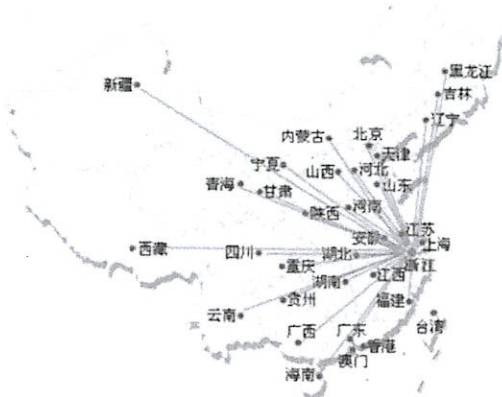 黑龙江
新疆
吉林
辽宁
内蒙古
北京
天津
宁夏
山西
河北
青海
甘肃
山东
陕西
河南
江苏
安徽
上海
西藏
四川
湖北
浙江
重庆
江西
湖南
贵州
福建
云南
台湾
广西
广东
香港
澳门
海南